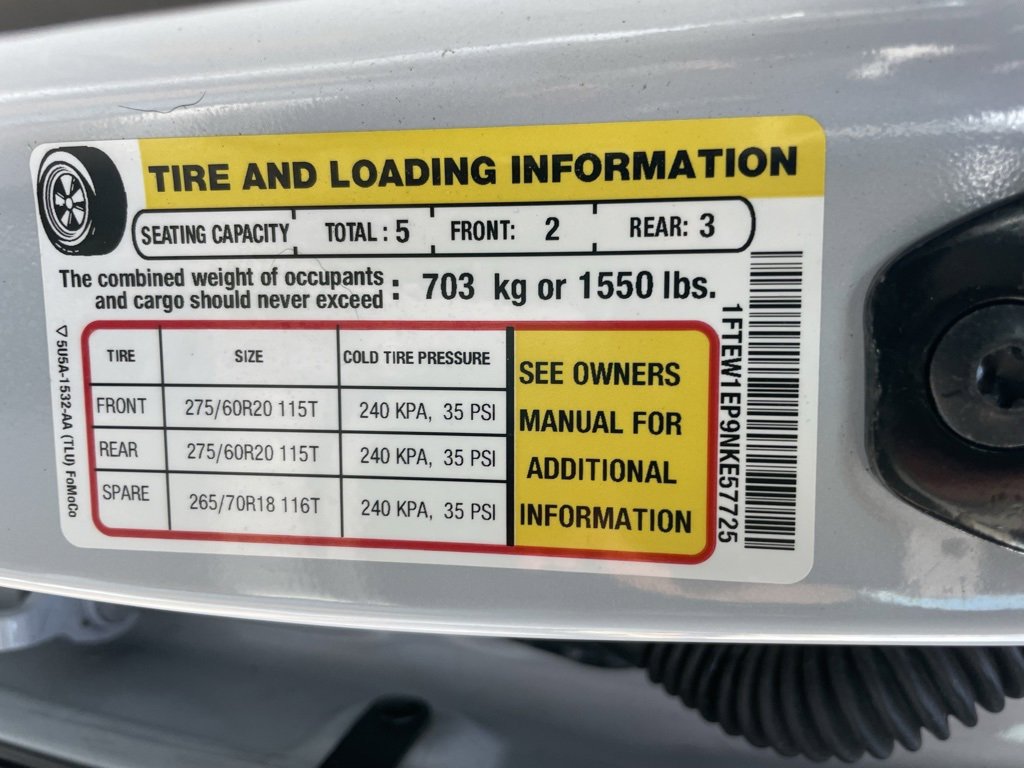 TIRE AND LOADING INFORMATION
SEATING CAPACITY TOTAL : 5 FRONT: 2 REAR: 3
The combined weight of occupants
and cargo should never exceed : 703 kg or 1550 lbs.
TIRE SIZE COLD TIRE PRESSURE
FRONT 275/60R20 115T 240 KPA, 35 PSI
REAR 275/60R20 115T 240 KPA, 35 PSI
SPARE 265/70R18 116T 240 KPA, 35 PSI
SEE OWNERS
MANUAL FOR
ADDITIONAL
INFORMATION
▽5U5A-1532-AA (TLU) FoMoCo
1FTEW1EP9NKE57725